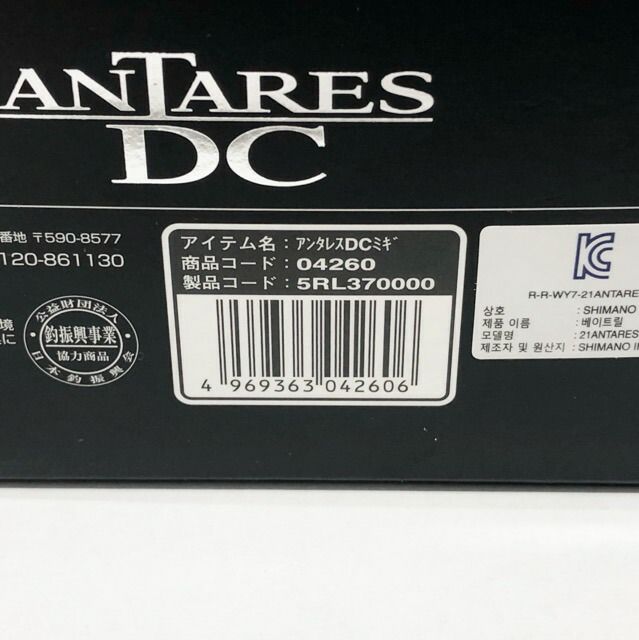 ANTARES
DC
番地 〒590-8577
120-861130
アイテム名：ｱﾝﾀﾚｽDCﾐｷﾞ
商品コード：04260
製品コード：5RL370000
4 969363 042606
境
に
公益財団法人
釣振興事業
協力商品
日本釣振興会
KC
R-R-WY7-21ANTARE
상호 : SHIMANO
제품 이름 : 베이트릴
모델명 : 21ANTARES
제조자 및 원산지 : SHIMANO I